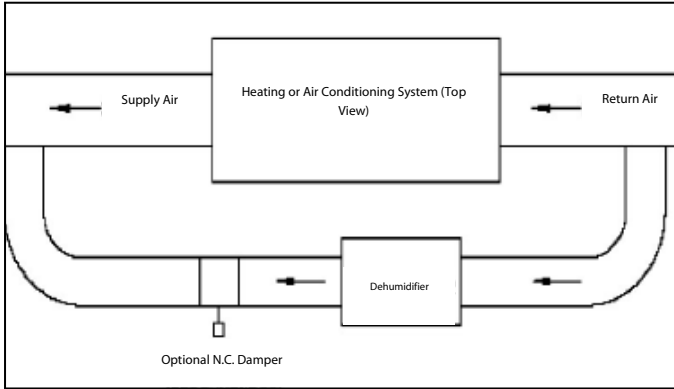 Supply Air
Heating or Air Conditioning System (Top
View)
Return Air
Dehumidifier
Optional N.C. Damper